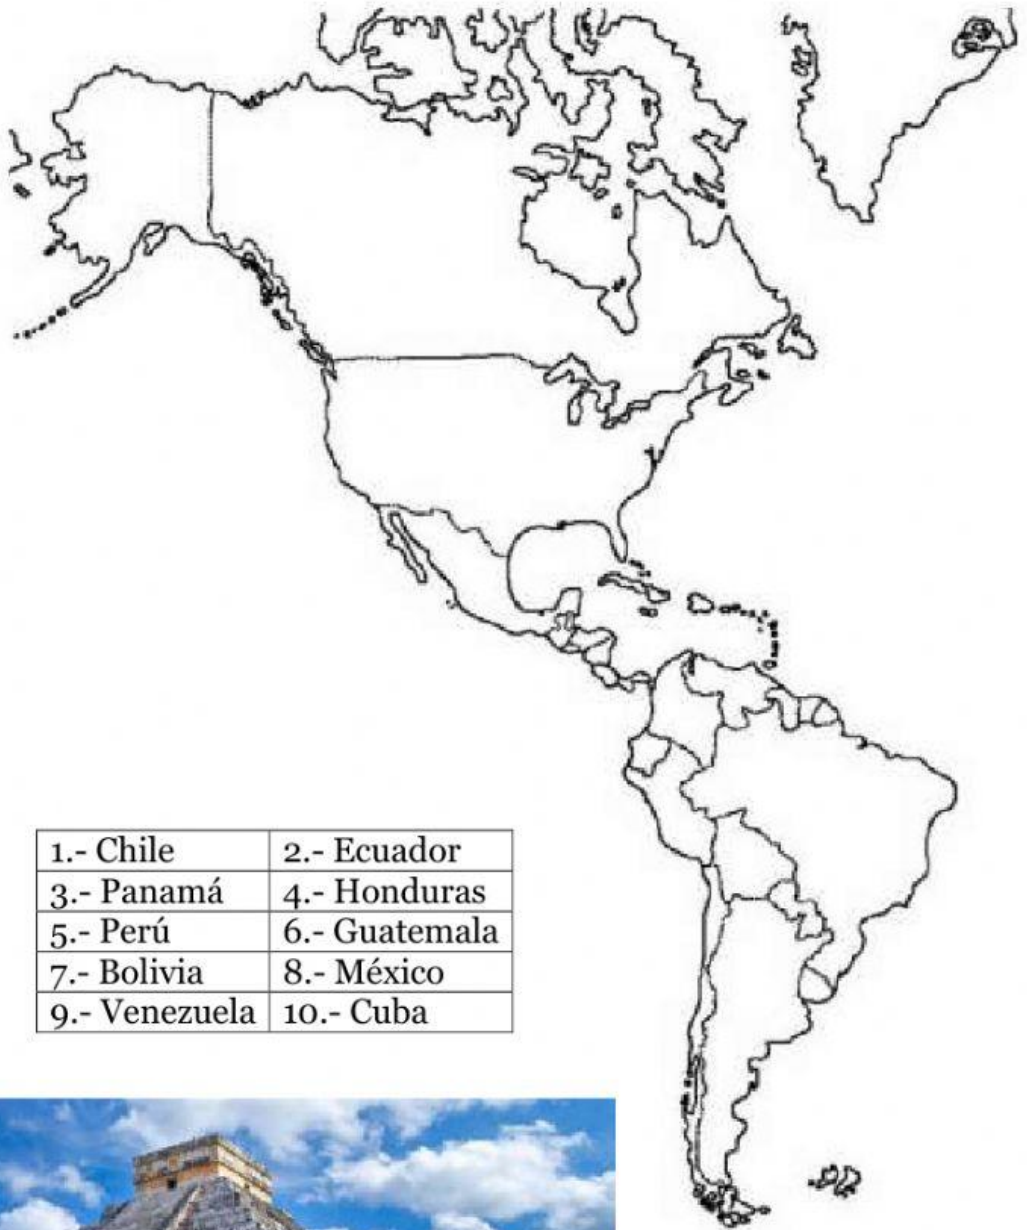 1.- Chile 2.- Ecuador
3.- Panamá 4.- Honduras
5.- Perú 6.- Guatemala
7.- Bolivia 8.- México
9.- Venezuela 10.- Cuba